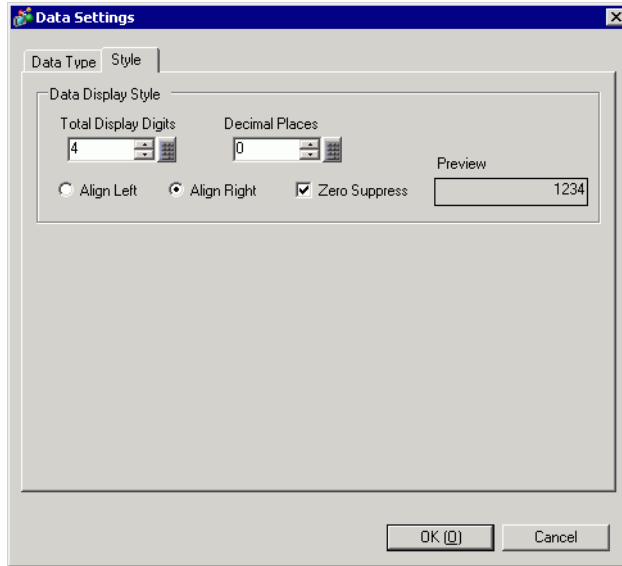 Data Settings
Data Type Style
Data Display Style
Total Display Digits Decimal Places
4 0
Preview
Align Left Align Right Zero Suppress 1234
OK (O) Cancel